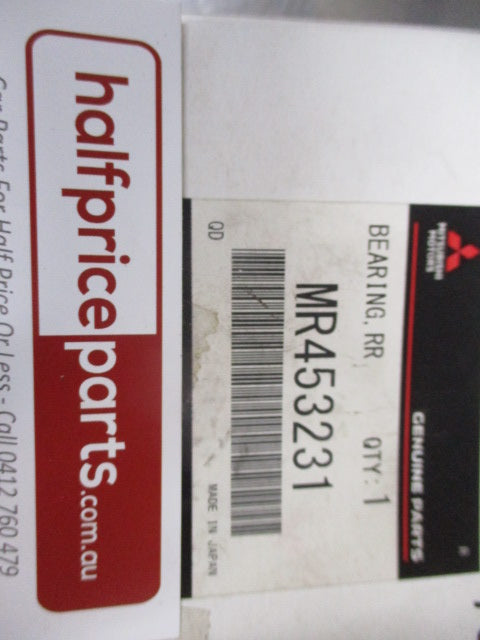 MITSUBISHI
MOTORS
GENUINE PARTS
BEARING, RR
QTY: 1
MR453231
QD
MADE IN JAPAN
halfpriceparts.com.au
Car Parts For Half Price Or Less - Call 0412 760 479